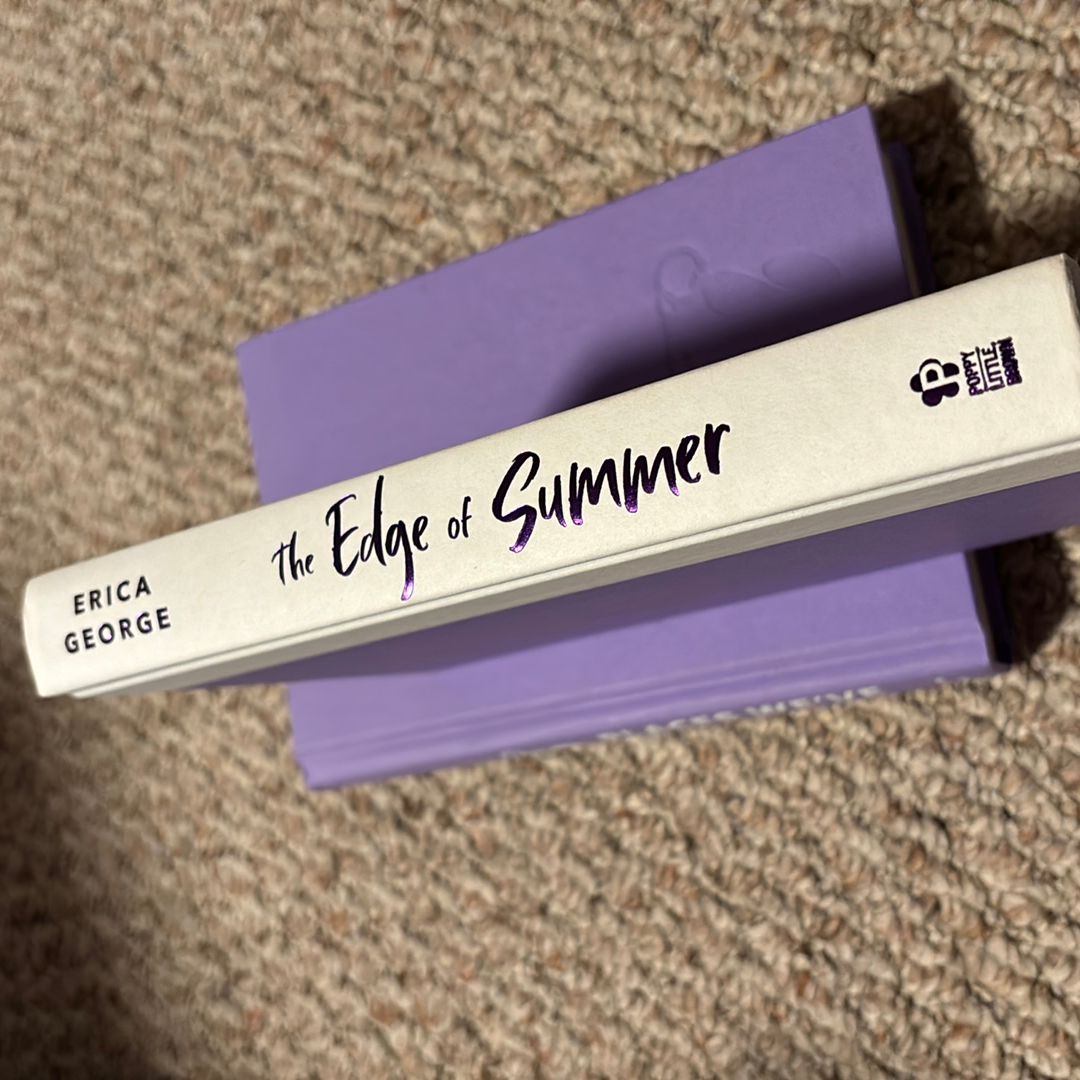 ERICA
GEORGE
the Edge of Summer
P
POPPY
LITTLE
BROWN